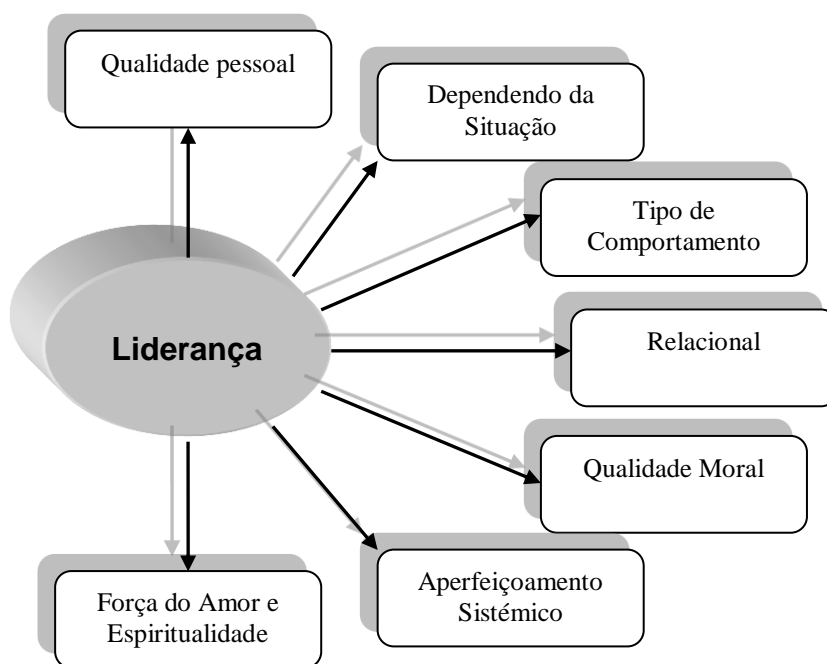 Qualidade pessoal
Dependendo da
Situação
Tipo de
Comportamento
Liderança
Relacional
Qualidade Moral
Aperfeiçoamento
Sistémico
Força do Amor e
Espiritualidade